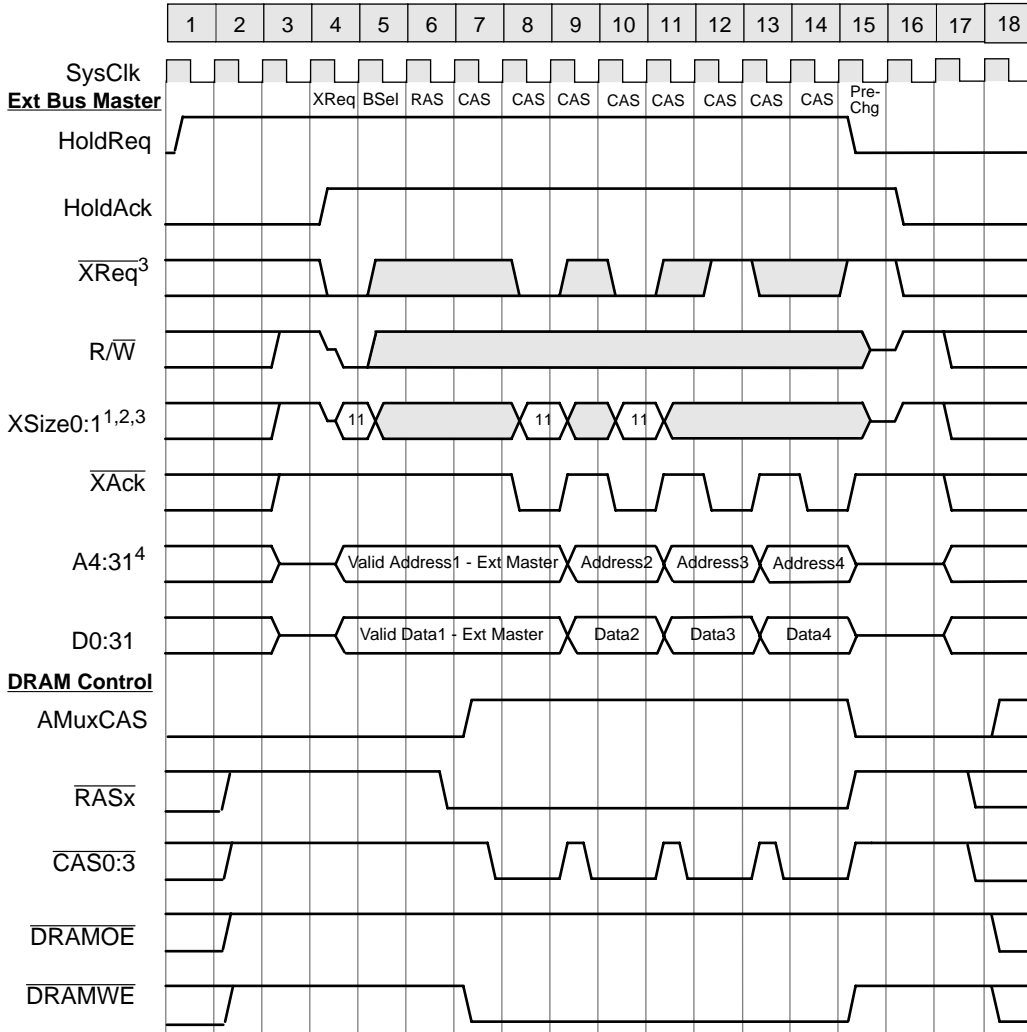 1 2 3 4 5 6 7 8 9 10 11 12 13 14 15 16 17 18
SysClk
Ext Bus Master
XReq BSel RAS CAS CAS CAS CAS CAS CAS CAS CAS Pre-
Chg
HoldReq
HoldAck
XReq3
R/W
XSize0:11,2,3
11 11 11
XAck
A4:314
Valid Address1 - Ext Master Address2 Address3 Address4
D0:31
Valid Data1 - Ext Master Data2 Data3 Data4
DRAM Control
AMuxCAS
RASx
CAS0:3
DRAMOE
DRAMWE